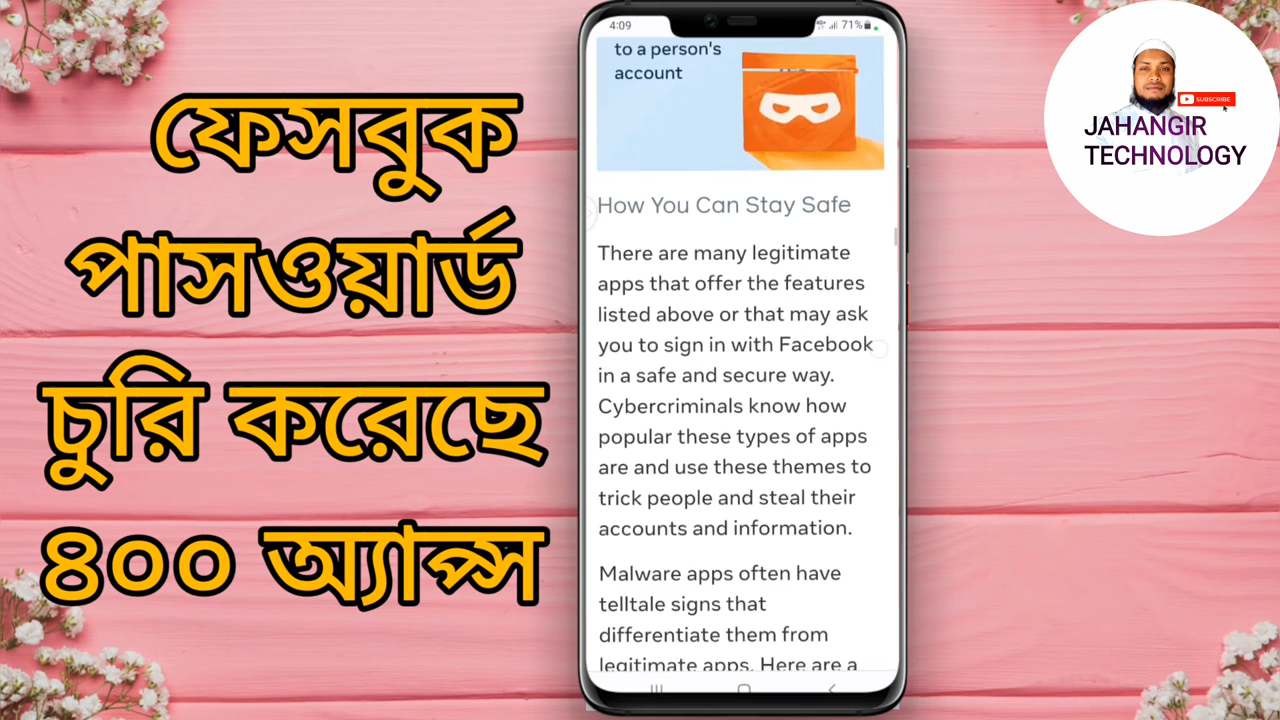 ফেসবুক
পাসওয়ার্ড
চুরি করেছে
৪০০ অ্যাপ্স
4:09
71%
to a person's
account
How You Can Stay Safe
There are many legitimate
apps that offer the features
listed above or that may ask
you to sign in with Facebook
in a safe and secure way.
Cybercriminals know how
popular these types of apps
are and use these themes to
trick people and steal their
accounts and information.
Malware apps often have
telltale signs that
differentiate them from
legitimate apps. Here are a
SUBSCRIBE
JAHANGIR
TECHNOLOGY